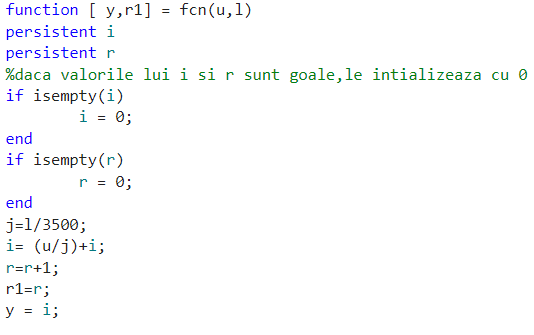 function [ y,r1] = fcn(u,l)
persistent i
persistent r
%daca valorile lui i si r sunt goale,le intializeaza cu 0
if isempty(i)
        i = 0;
end
if isempty(r)
        r = 0;
end
j=l/3500;
i= (u/j)+i;
r=r+1;
r1=r;
y = i;